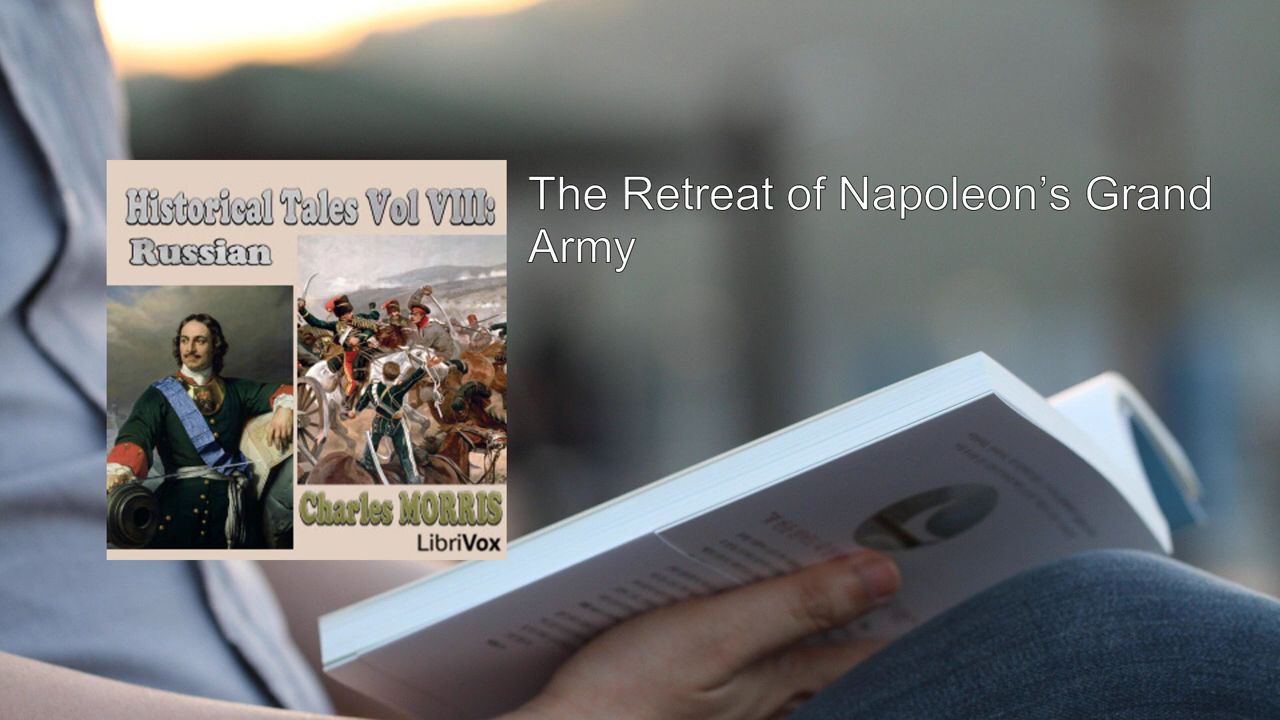 Historical Tales Vol VIII:
Russian
Charles MORRIS
LibriVox
The Retreat of Napoleon’s Grand
Army